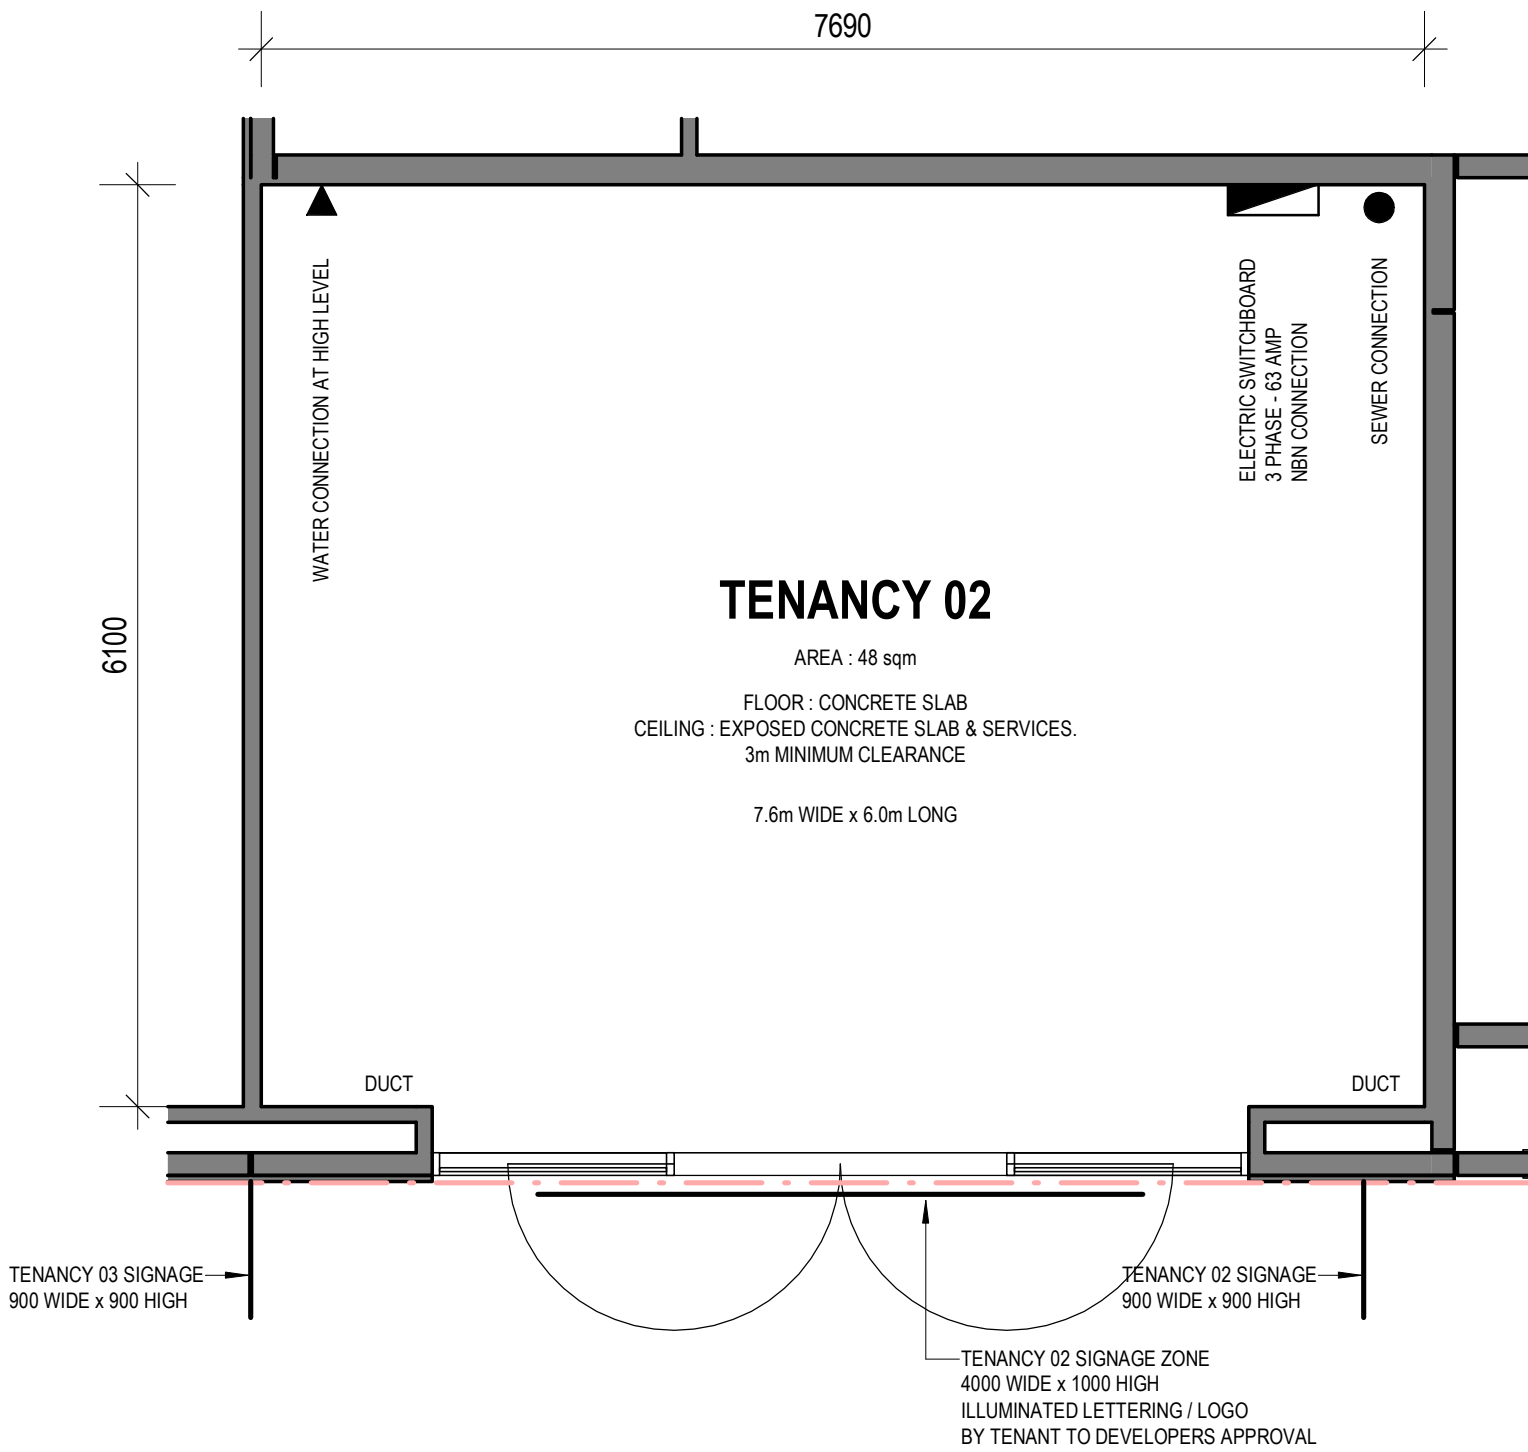 7690
6100
WATER CONNECTION AT HIGH LEVEL
ELECTRIC SWITCHBOARD
3 PHASE - 63 AMP
NBN CONNECTION
SEWER CONNECTION
TENANCY 02
AREA : 48 sqm
FLOOR : CONCRETE SLAB
CEILING : EXPOSED CONCRETE SLAB & SERVICES.
3m MINIMUM CLEARANCE
7.6m WIDE x 6.0m LONG
DUCT
DUCT
TENANCY 03 SIGNAGE
900 WIDE x 900 HIGH
TENANCY 02 SIGNAGE
900 WIDE x 900 HIGH
TENANCY 02 SIGNAGE ZONE
4000 WIDE x 1000 HIGH
ILLUMINATED LETTERING / LOGO
BY TENANT TO DEVELOPERS APPROVAL